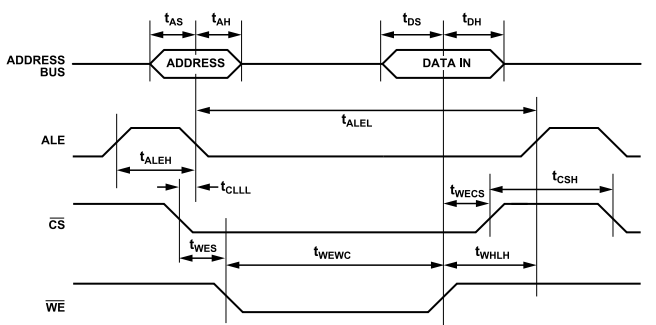 tAS tAH tDS tDH
ADDRESS BUS
ADDRESS
DATA IN
tALEL
ALE
tALEH
tCLLL
tWECS
tCSH
CS
tWES
tWEWC
tWHLH
WE